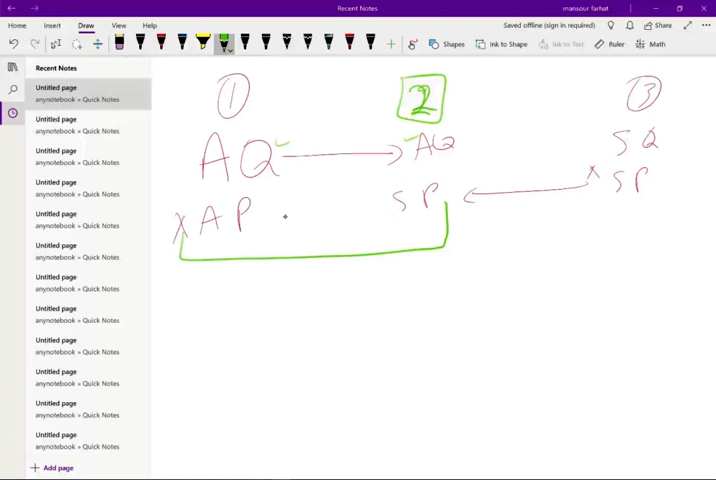 Recent Notes
mansour farhat
Home
Insert
Draw
View
Help
Saved offline (sign in required)
Share
Shapes
Ink to Shape
Ink to Text
Ruler
Math
Recent Notes
Untitled page
anynotebook » Quick Notes
Untitled page
anynotebook » Quick Notes
Untitled page
anynotebook » Quick Notes
Untitled page
anynotebook » Quick Notes
Untitled page
anynotebook » Quick Notes
Untitled page
anynotebook » Quick Notes
Untitled page
anynotebook » Quick Notes
Untitled page
anynotebook » Quick Notes
Untitled page
anynotebook » Quick Notes
Untitled page
anynotebook » Quick Notes
Untitled page
anynotebook » Quick Notes
Untitled page
anynotebook » Quick Notes
Add page
1 2 3
AQ AQ SQ
X AP SP X SP